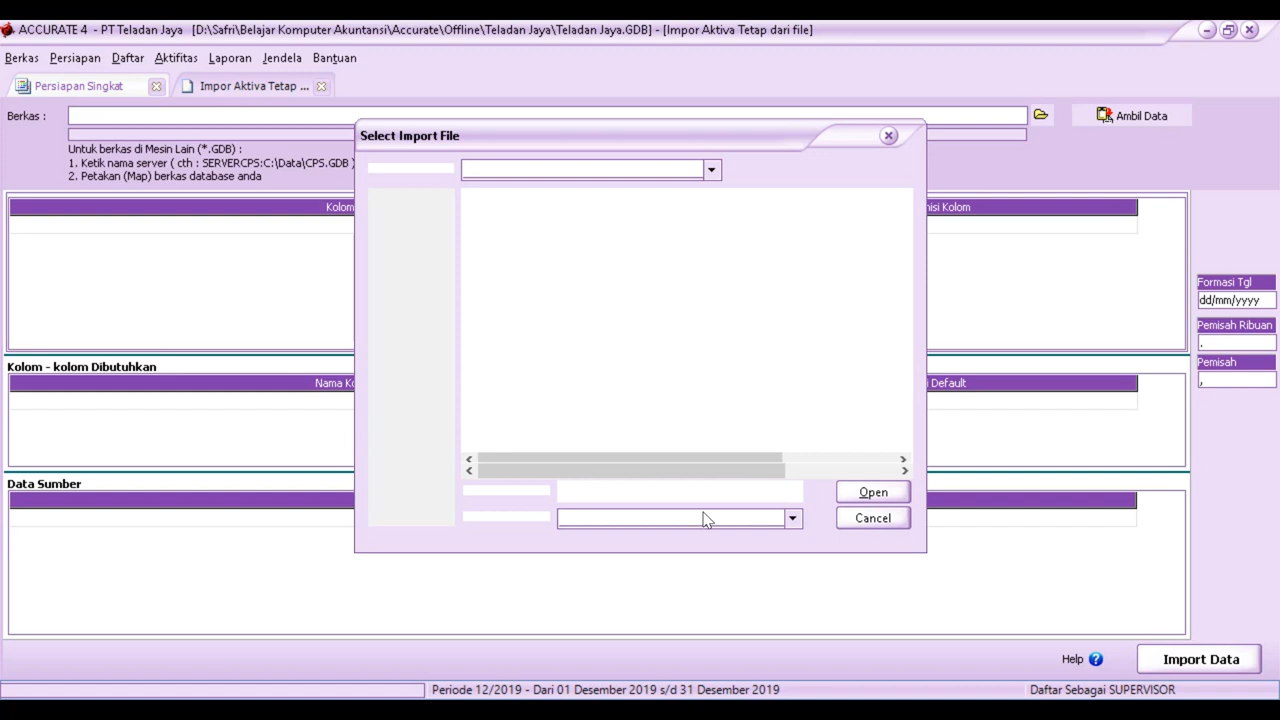 ACCURATE 4 - PT Teladan Jaya [D:\Safri\Belajar Komputer Akuntansi\Accurate\Offline\Teladan Jaya\Teladan Jaya.GDB] - [Impor Aktiva Tetap dari file]
Berkas Persiapan Daftar Aktifitas Laporan Jendela Bantuan
Persiapan Singkat Impor Aktiva Tetap ...
Berkas : Ambil Data
Select Import File
Untuk berkas di Mesin Lain (*.GDB) :
1. Ketik nama server ( cth : SERVERCPS:C:\Data\CPS.GDB )
2. Petakan (Map) berkas database anda
Kolom nisi Kolom
Formasi Tgl
dd/mm/yyyy
Pemisah Ribuan
.
Pemisah
,
Kolom - kolom Dibutuhkan
Nama Ko i Default
Data Sumber
Open
Cancel
Help Import Data
Periode 12/2019 - Dari 01 Desember 2019 s/d 31 Desember 2019 Daftar Sebagai SUPERVISOR